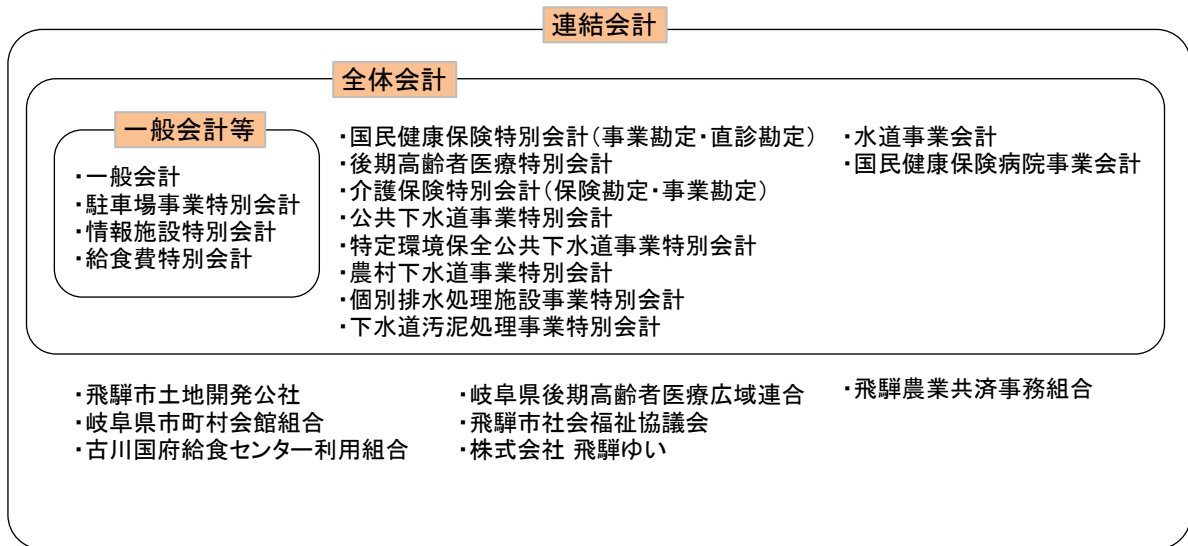 連結会計
全体会計
一般会計等
・一般会計
・駐車場事業特別会計
・情報施設特別会計
・給食費特別会計
・国民健康保険特別会計(事業勘定・直診勘定)
・後期高齢者医療特別会計
・介護保険特別会計(保険勘定・事業勘定)
・公共下水道事業特別会計
・特定環境保全公共下水道事業特別会計
・農村下水道事業特別会計
・個別排水処理施設事業特別会計
・下水道汚泥処理事業特別会計
・水道事業会計
・国民健康保険病院事業会計
・飛騨市土地開発公社
・岐阜県市町村会館組合
・古川国府給食センター利用組合
・岐阜県後期高齢者医療広域連合
・飛騨市社会福祉協議会
・株式会社 飛騨ゆい
・飛騨農業共済事務組合